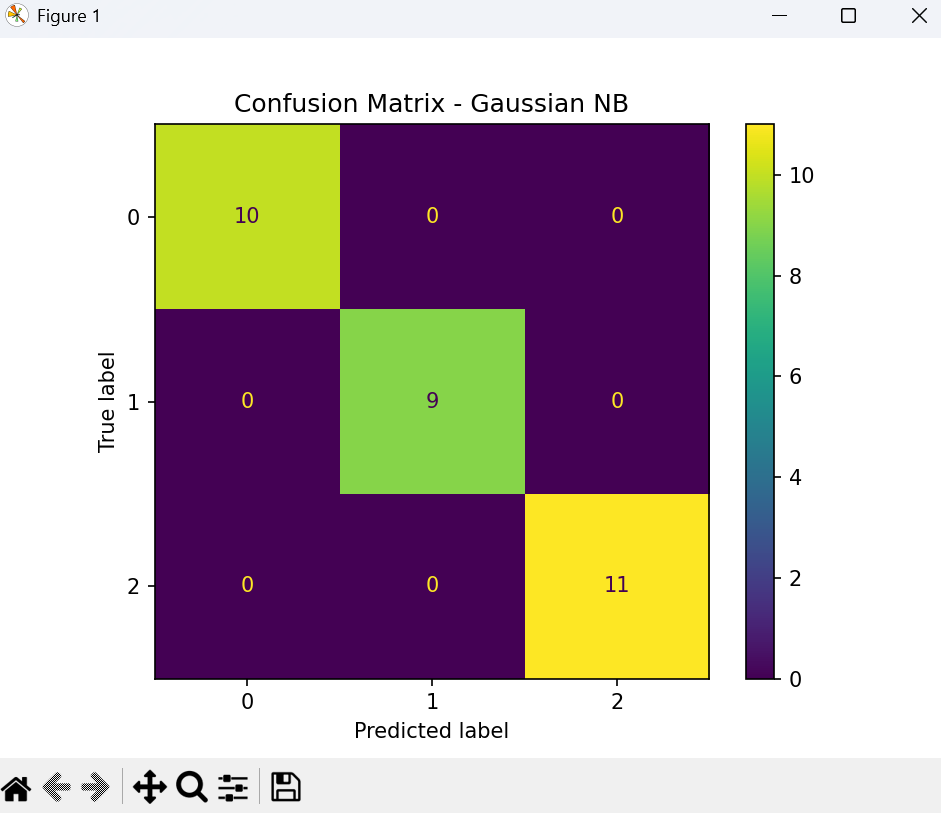 Figure 1
Confusion Matrix - Gaussian NB
10
0 10 0 0
8
6
True label
1 0 9 0
4
2
2 0 0 11
0
0 1 2
Predicted label